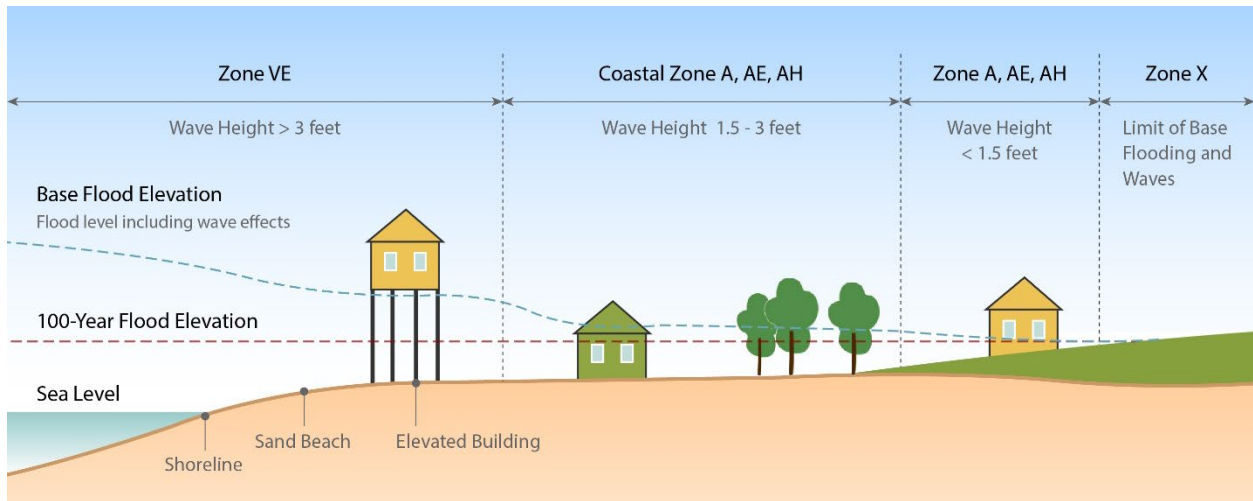 Zone VE
Coastal Zone A, AE, AH
Zone A, AE, AH
Zone X
Wave Height > 3 feet
Wave Height 1.5 - 3 feet
Wave Height
< 1.5 feet
Limit of Base
Flooding and
Waves
Base Flood Elevation
Flood level including wave effects
100-Year Flood Elevation
Sea Level
Shoreline
Sand Beach
Elevated Building